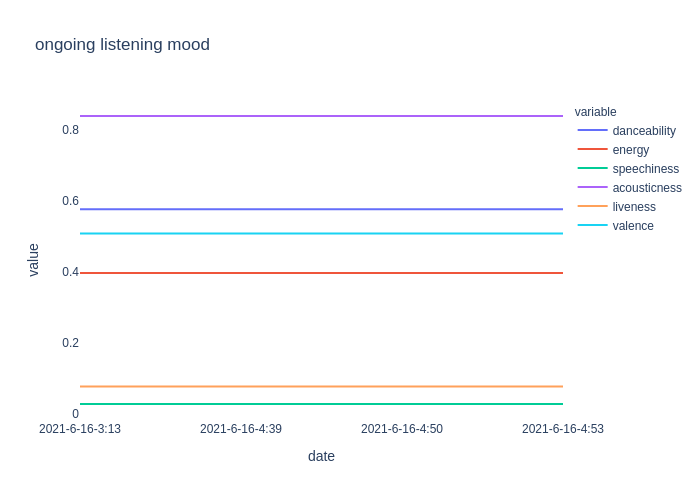 ongoing listening mood
variable
danceability
energy
speechiness
acousticness
liveness
valence
value
0.8
0.6
0.4
0.2
0
2021-6-16-3:13
2021-6-16-4:39
2021-6-16-4:50
2021-6-16-4:53
date